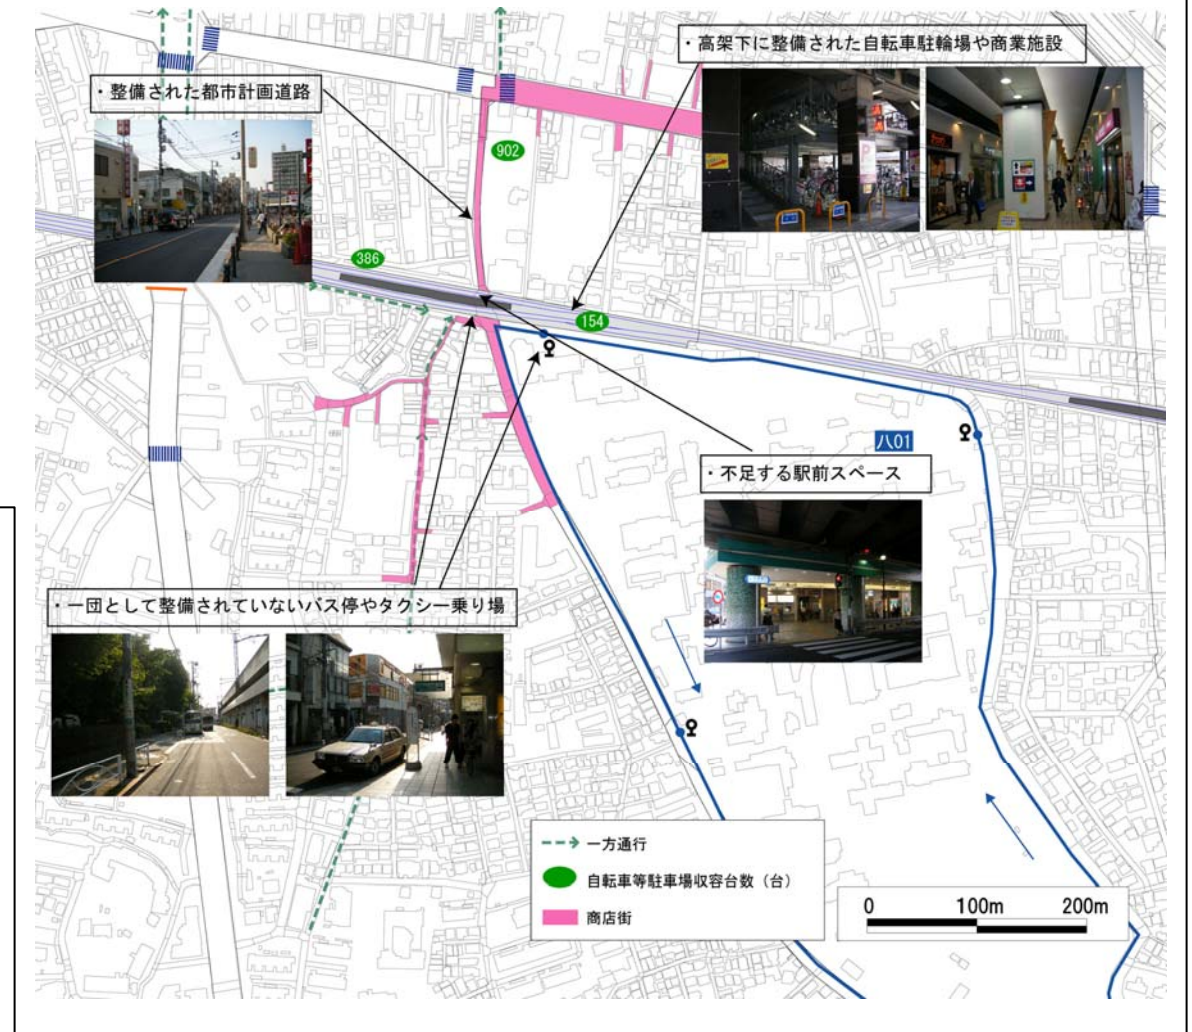 ・高架下に整備された自転車駐輪場や商業施設
・整備された都市計画道路
902
386
154
八01
・不足する駅前スペース
・一団として整備されていないバス停やタクシー乗り場
一方通行
自転車等駐車場収容台数（台）
商店街
0 100m 200m